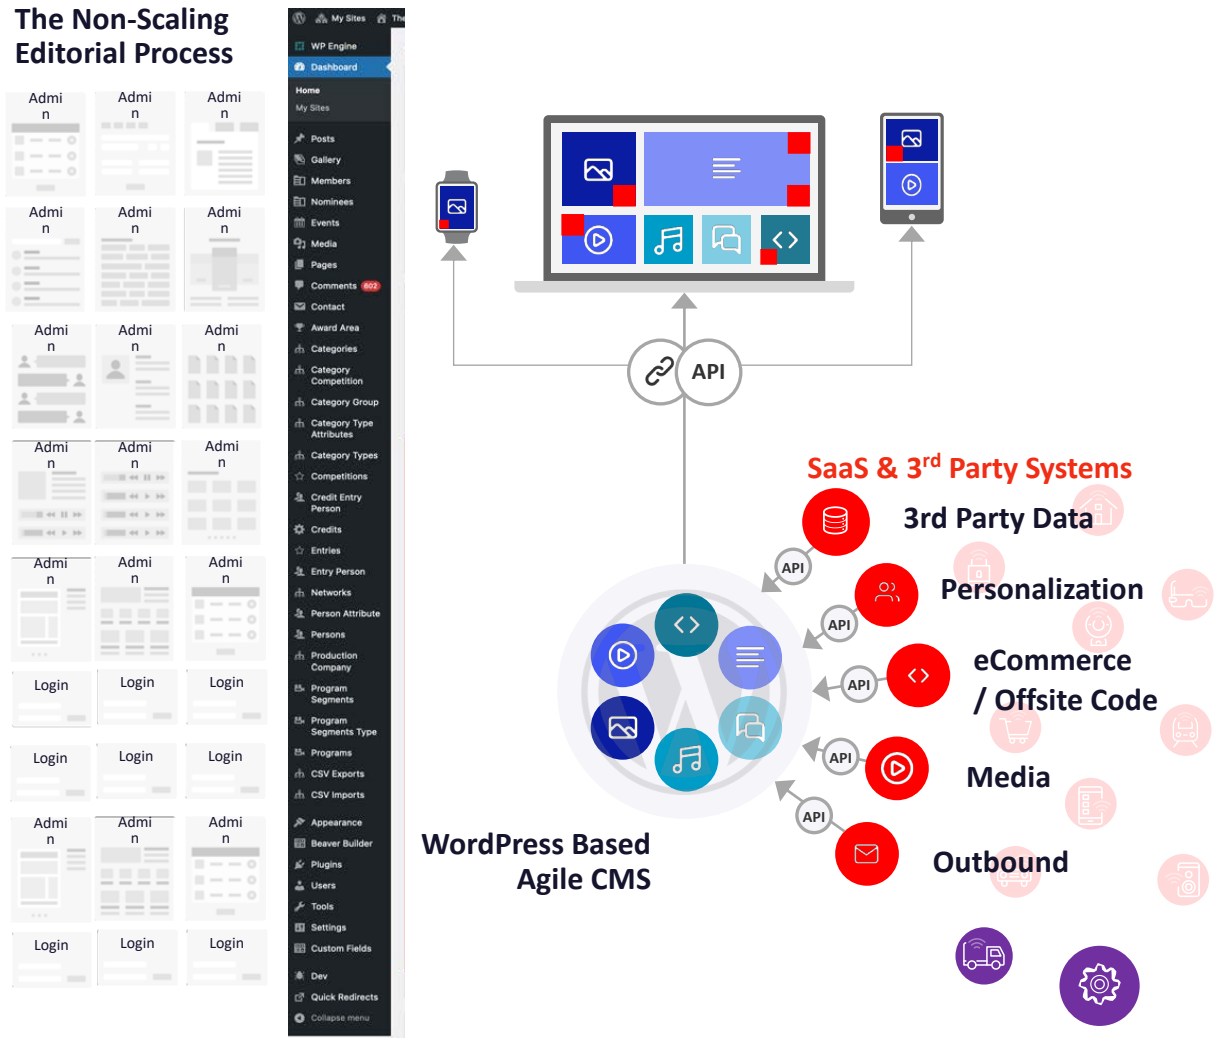 The Non-Scaling
Editorial Process
Admi
n
Admi
n
Admi
n
Admi
n
Admi
n
Admi
n
Admi
n
Admi
n
Admi
n
Admi
n
Admi
n
Admi
n
Admi
n
Admi
n
Admi
n
Login
Login
Login
Login
Login
Login
Admi
n
Admi
n
Admi
n
Login
Login
Login
My Sites The
WP Engine
Dashboard
Home
My Sites
Posts
Gallery
Members
Nominees
Events
Media
Pages
Comments 602
Contact
Award Area
Categories
Category
Competition
Category Group
Category Type
Attributes
Category Types
Competitions
Credit Entry
Person
Credits
Entries
Entry Person
Networks
Person Attribute
Persons
Production
Company
Program
Segments
Program
Segments Type
Programs
CSV Exports
CSV Imports
Appearance
Beaver Builder
Plugins
Users
Tools
Settings
Custom Fields
Dev
Quick Redirects
Collapse menu
API
SaaS & 3rd Party Systems
3rd Party Data
API
Personalization
API
eCommerce
/ Offsite Code
API
Media
API
Outbound
API
WordPress Based
Agile CMS